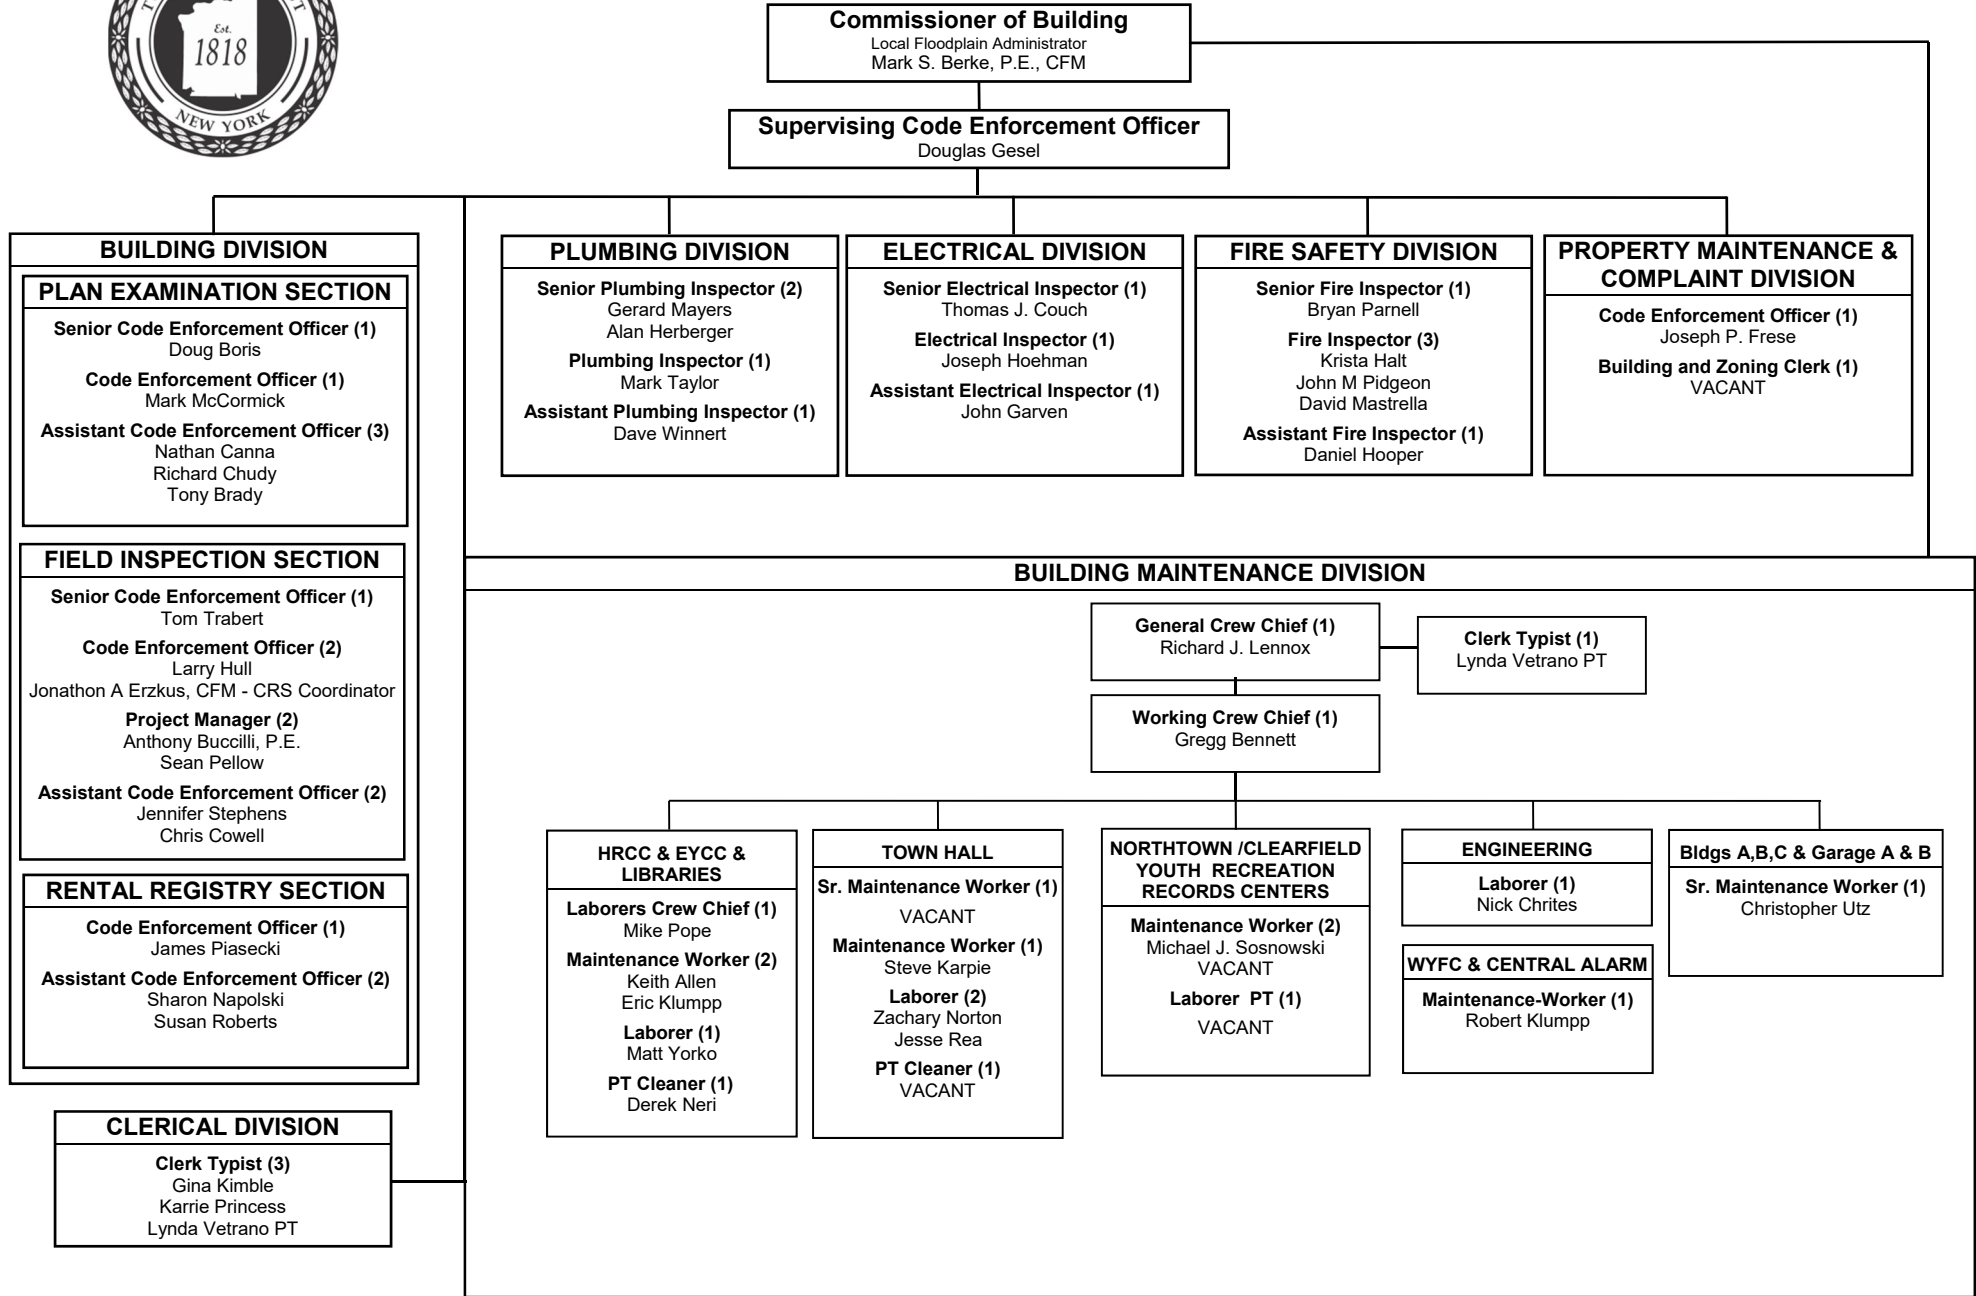 Est.
1818
NEW YORK
Commissioner of Building
Local Floodplain Administrator
Mark S. Berke, P.E., CFM
Supervising Code Enforcement Officer
Douglas Gesel
BUILDING DIVISION
PLAN EXAMINATION SECTION
Senior Code Enforcement Officer (1)
Doug Boris
Code Enforcement Officer (1)
Mark McCormick
Assistant Code Enforcement Officer (3)
Nathan Canna
Richard Chudy
Tony Brady
FIELD INSPECTION SECTION
Senior Code Enforcement Officer (1)
Tom Trabert
Code Enforcement Officer (2)
Larry Hull
Jonathon A Erzkus, CFM - CRS Coordinator
Project Manager (2)
Anthony Buccilli, P.E.
Sean Pellow
Assistant Code Enforcement Officer (2)
Jennifer Stephens
Chris Cowell
RENTAL REGISTRY SECTION
Code Enforcement Officer (1)
James Piasecki
Assistant Code Enforcement Officer (2)
Sharon Napolski
Susan Roberts
CLERICAL DIVISION
Clerk Typist (3)
Gina Kimble
Karrie Princess
Lynda Vetrano PT
PLUMBING DIVISION
Senior Plumbing Inspector (2)
Gerard Mayers
Alan Herberger
Plumbing Inspector (1)
Mark Taylor
Assistant Plumbing Inspector (1)
Dave Winnert
ELECTRICAL DIVISION
Senior Electrical Inspector (1)
Thomas J. Couch
Electrical Inspector (1)
Joseph Hoehman
Assistant Electrical Inspector (1)
John Garven
FIRE SAFETY DIVISION
Senior Fire Inspector (1)
Bryan Parnell
Fire Inspector (3)
Krista Halt
John M Pidgeon
David Mastrella
Assistant Fire Inspector (1)
Daniel Hooper
PROPERTY MAINTENANCE &
COMPLAINT DIVISION
Code Enforcement Officer (1)
Joseph P. Frese
Building and Zoning Clerk (1)
VACANT
BUILDING MAINTENANCE DIVISION
General Crew Chief (1)
Richard J. Lennox
Clerk Typist (1)
Lynda Vetrano PT
Working Crew Chief (1)
Gregg Bennett
HRCC & EYCC &
LIBRARIES
Laborers Crew Chief (1)
Mike Pope
Maintenance Worker (2)
Keith Allen
Eric Klumpp
Laborer (1)
Matt Yorko
PT Cleaner (1)
Derek Neri
TOWN HALL
Sr. Maintenance Worker (1)
VACANT
Maintenance Worker (1)
Steve Karpie
Laborer (2)
Zachary Norton
Jesse Rea
PT Cleaner (1)
VACANT
NORTHTOWN /CLEARFIELD
YOUTH RECREATION
RECORDS CENTERS
Maintenance Worker (2)
Michael J. Sosnowski
VACANT
Laborer PT (1)
VACANT
ENGINEERING
Laborer (1)
Nick Chrites
WYFC & CENTRAL ALARM
Maintenance-Worker (1)
Robert Klumpp
Bldgs A,B,C & Garage A & B
Sr. Maintenance Worker (1)
Christopher Utz